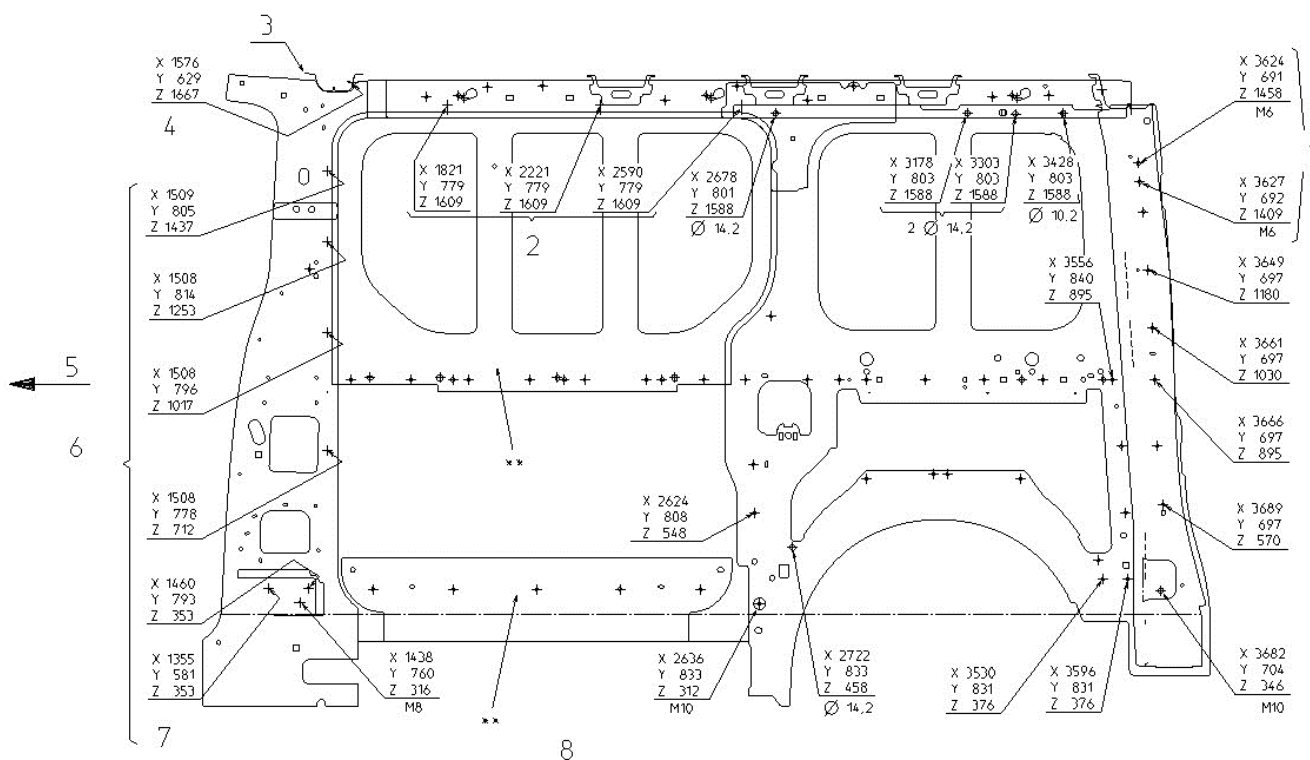 3
X 1576
Y 629
Z 1667
4
X 3624
Y 691
Z 1458
M6
X 1821
Y 779
Z 1609
X 2221
Y 779
Z 1609
X 2590
Y 779
Z 1609
2
X 2678
Y 801
Z 1588
Ø 14.2
X 3178
Y 803
Z 1588
X 3303
Y 803
Z 1588
2 Ø 14.2
X 3428
Y 803
Z 1588
Ø 10.2
X 3627
Y 692
Z 1409
M6
X 1509
Y 805
Z 1437
X 1508
Y 814
Z 1253
X 3556
Y 840
Z 895
X 3649
Y 697
Z 1180
X 3661
Y 697
Z 1030
5
X 1508
Y 796
Z 1017
6
X 3666
Y 697
Z 895
**
X 1508
Y 778
Z 712
X 2624
Y 808
Z 548
X 3689
Y 697
Z 570
X 1460
Y 793
Z 353
X 1355
Y 581
Z 353
X 1438
Y 760
Z 316
M8
X 2636
Y 833
Z 312
M10
X 2722
Y 833
Z 458
Ø 14.2
X 3530
Y 831
Z 376
X 3596
Y 831
Z 376
X 3682
Y 704
Z 346
M10
**
7
8